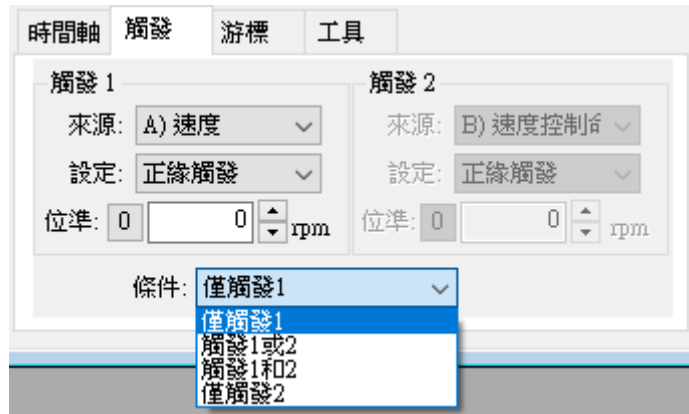 時間軸 觸發 游標 工具
觸發 1 觸發 2
來源: A) 速度 來源: B) 速度控制命
設定: 正緣觸發 設定: 正緣觸發
位準: 0 0 rpm 位準: 0 0 rpm
條件: 僅觸發1
僅觸發1
觸發1或2
觸發1和2
僅觸發2